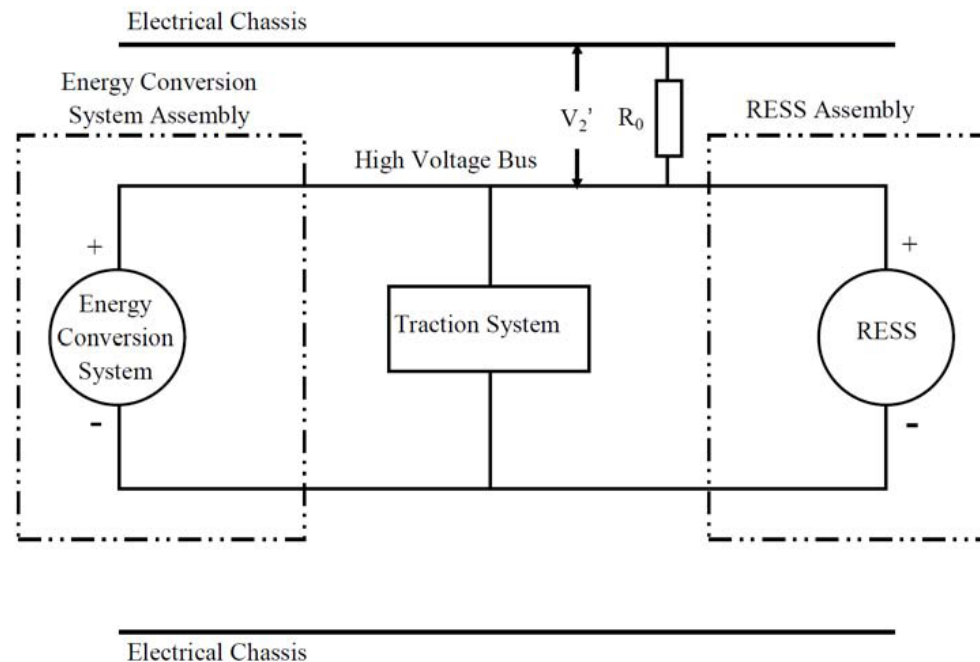 Electrical Chassis
Energy Conversion
System Assembly
V₂’
R₀
RESS Assembly
High Voltage Bus
+
+
Energy
Conversion
System
Traction System
RESS
-
-
Electrical Chassis